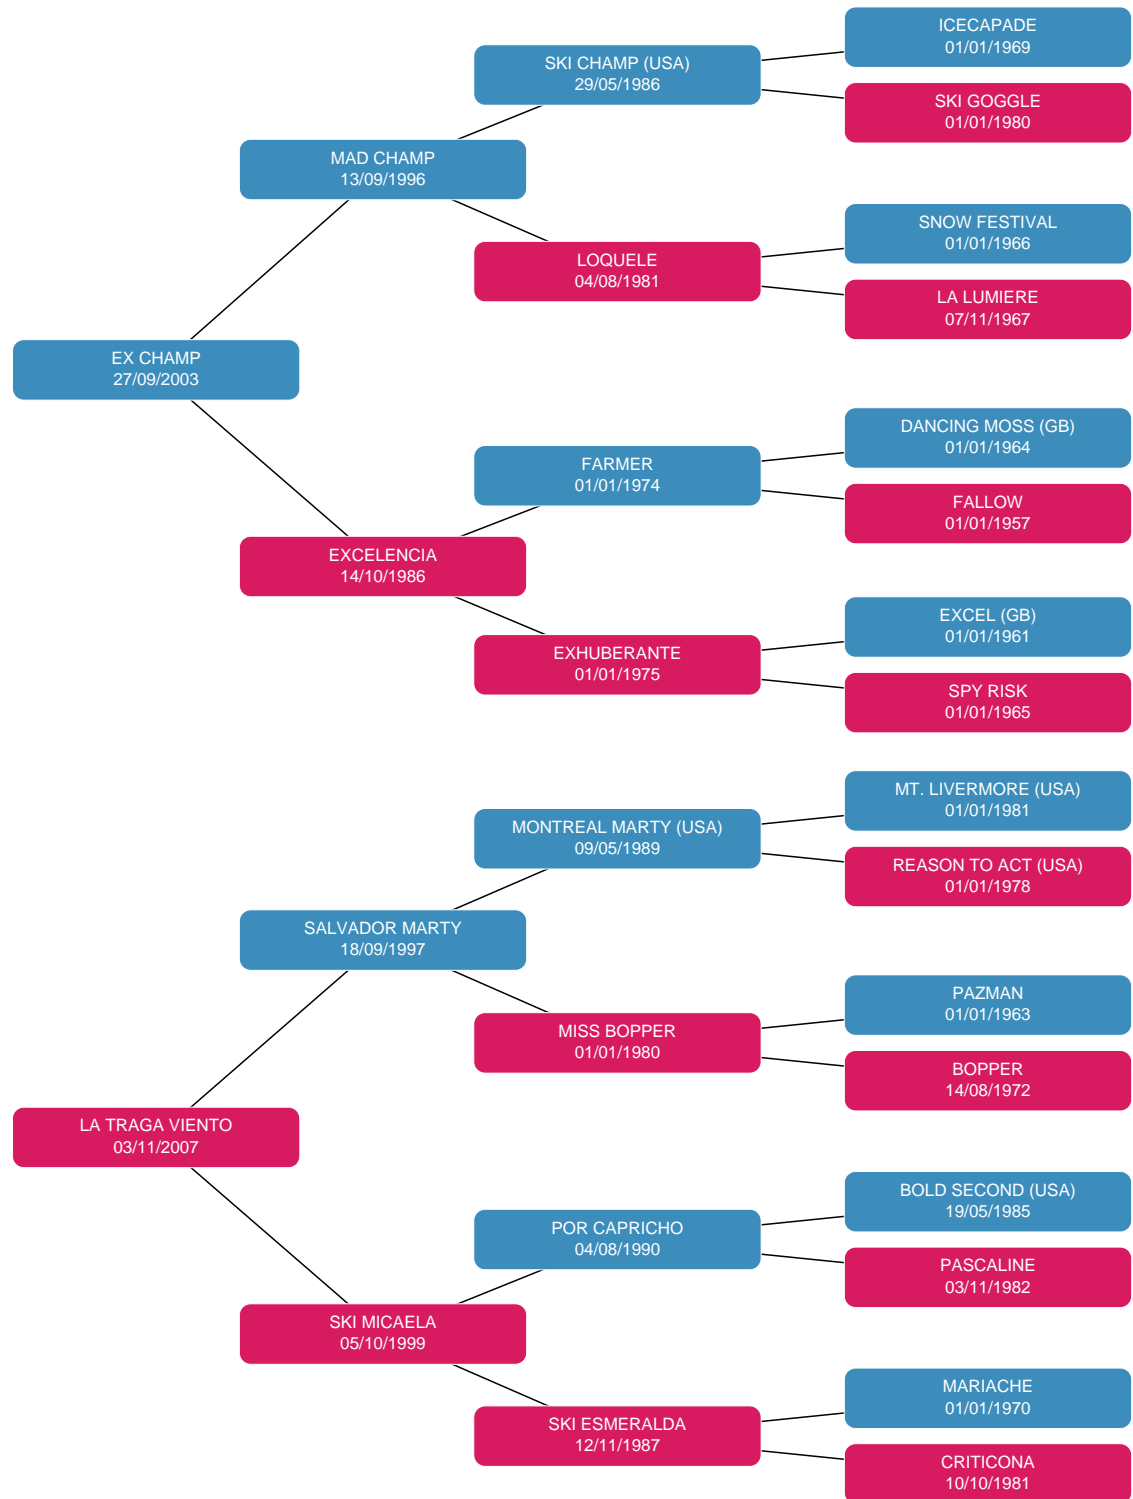 ICECAPADE
01/01/1969
SKI CHAMP (USA)
29/05/1986
SKI GOGGLE
01/01/1980
MAD CHAMP
13/09/1996
SNOW FESTIVAL
01/01/1966
LOQUELE
04/08/1981
LA LUMIERE
07/11/1967
EX CHAMP
27/09/2003
DANCING MOSS (GB)
01/01/1964
FARMER
01/01/1974
FALLOW
01/01/1957
EXCELENCIA
14/10/1986
EXCEL (GB)
01/01/1961
EXHUBERANTE
01/01/1975
SPY RISK
01/01/1965
MT. LIVERMORE (USA)
01/01/1981
MONTREAL MARTY (USA)
09/05/1989
REASON TO ACT (USA)
01/01/1978
SALVADOR MARTY
18/09/1997
PAZMAN
01/01/1963
MISS BOPPER
01/01/1980
BOPPER
14/08/1972
LA TRAGA VIENTO
03/11/2007
BOLD SECOND (USA)
19/05/1985
POR CAPRICHO
04/08/1990
PASCALINE
03/11/1982
SKI MICAELA
05/10/1999
MARIACHE
01/01/1970
SKI ESMERALDA
12/11/1987
CRITICONA
10/10/1981